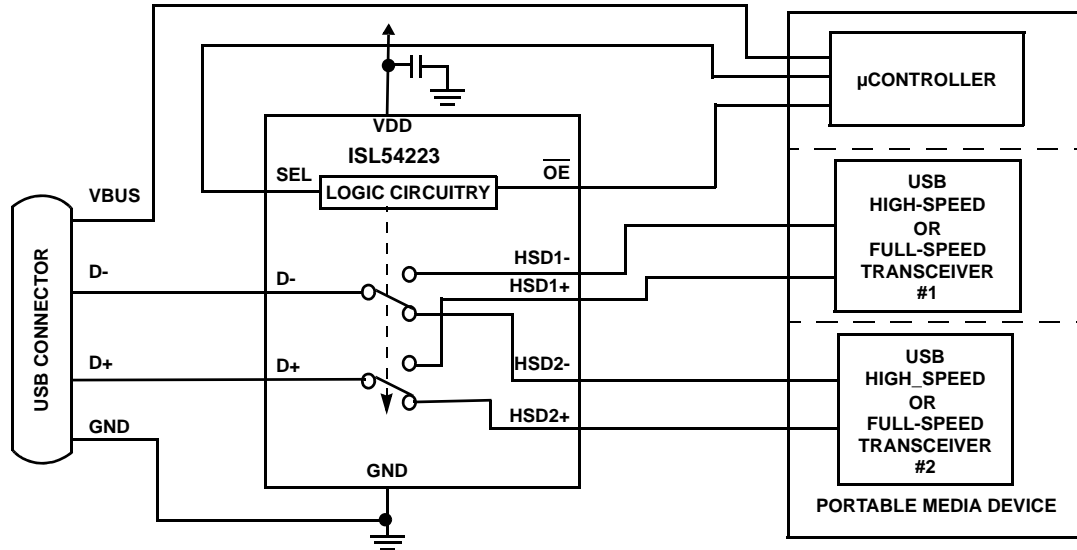 µCONTROLLER
VDD
ISL54223
SEL
OE
LOGIC CIRCUITRY
VBUS
USB
HIGH-SPEED
OR
FULL-SPEED
TRANSCEIVER
#1
HSD1-
D-
D-
HSD1+
USB CONNECTOR
D+
D+
HSD2-
USB
HIGH_SPEED
OR
FULL-SPEED
TRANSCEIVER
#2
HSD2+
GND
GND
PORTABLE MEDIA DEVICE